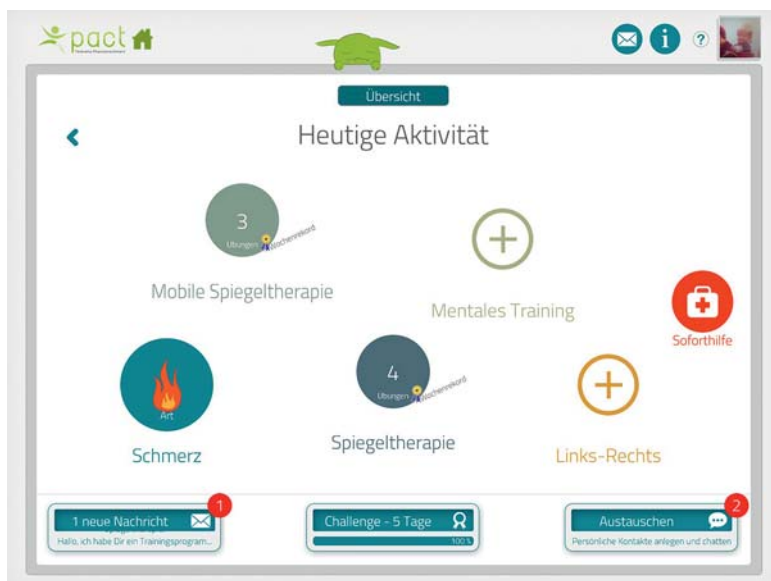 pact
?
Übersicht
Heutige Aktivität
3
Übungen
Wochenrekord
Mobile Spiegeltherapie
Mentales Training
Soforthilfe
Art
Schmerz
4
Übungen
Wochenrekord
Spiegeltherapie
Links-Rechts
1 neue Nachricht
1
Hallo, ich habe Dir ein Trainingsprogram...
Challenge - 5 Tage
100 %
Austauschen
2
Persönliche Kontakte anlegen und chatten